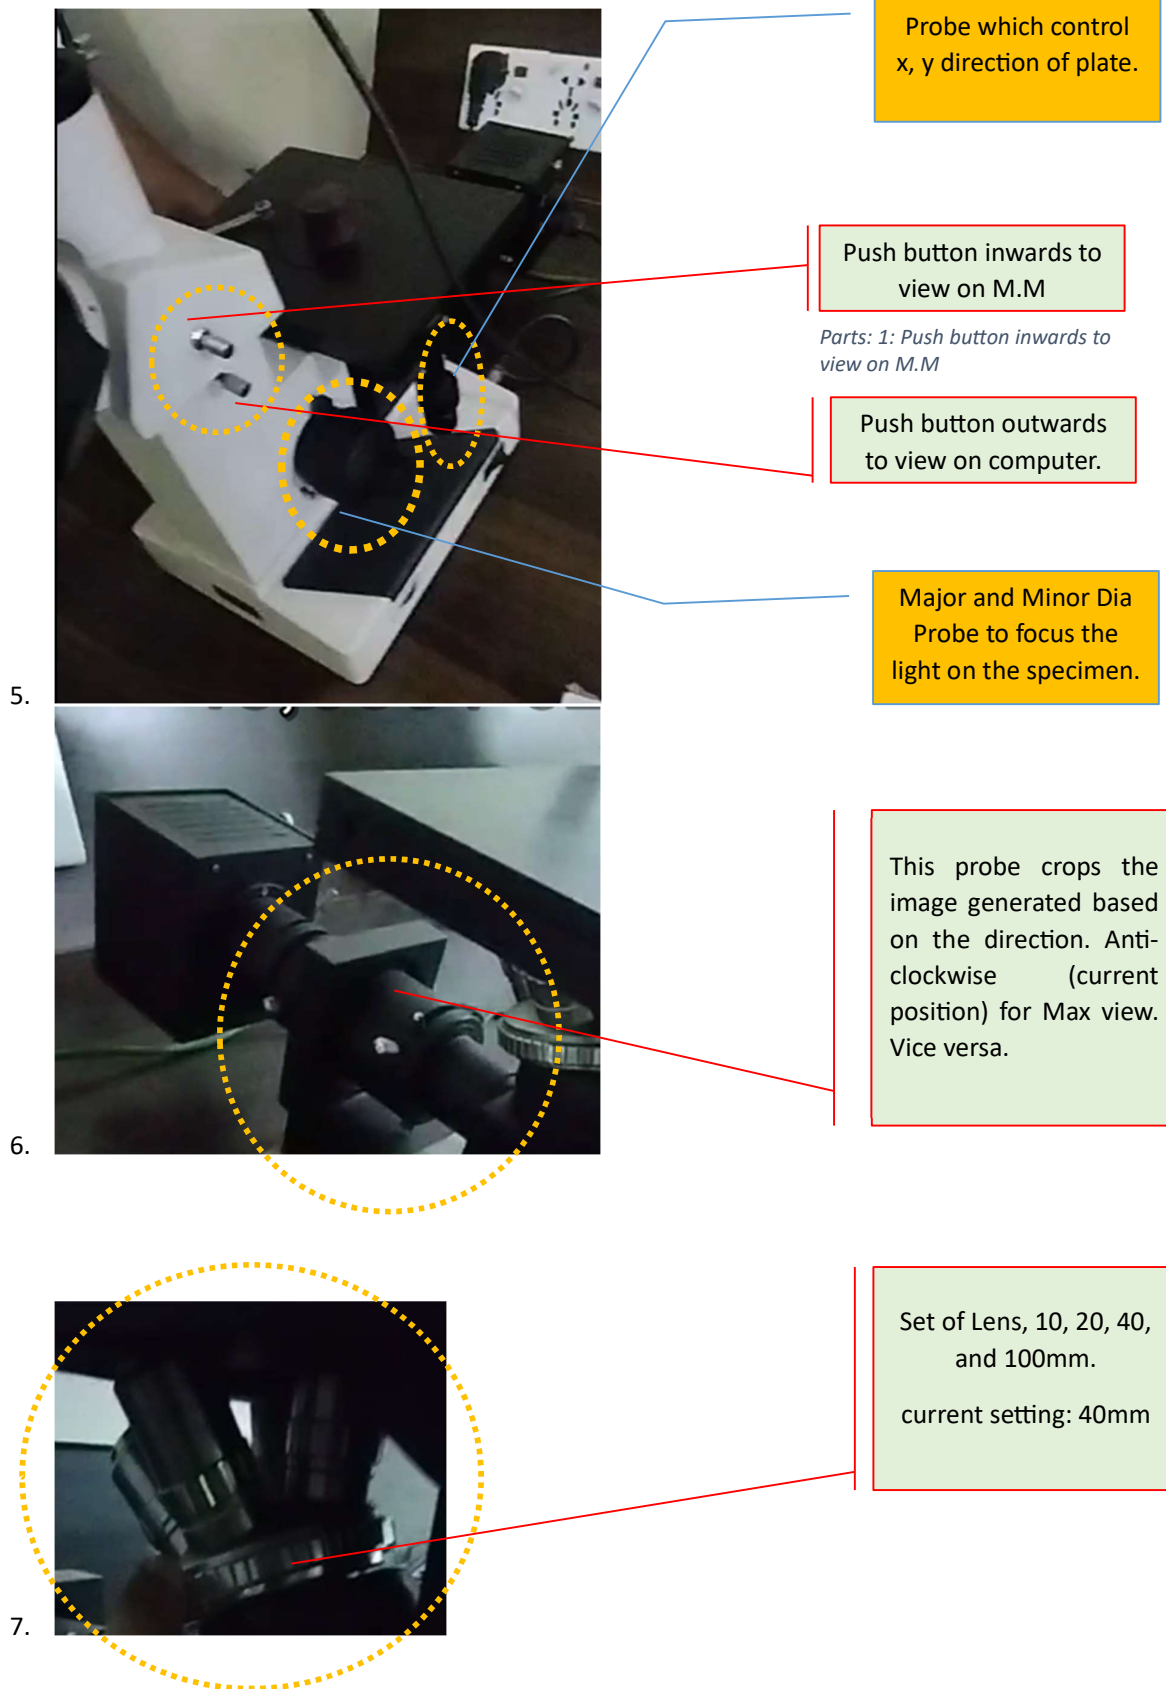 Probe which control
x, y direction of plate.
Push button inwards to
view on M.M
Parts: 1: Push button inwards to
view on M.M
Push button outwards
to view on computer.
Major and Minor Dia
Probe to focus the
light on the specimen.
5.
This probe crops the
image generated based
on the direction. Anti-
clockwise (current
position) for Max view.
Vice versa.
6.
Set of Lens, 10, 20, 40,
and 100mm.
current setting: 40mm
7.